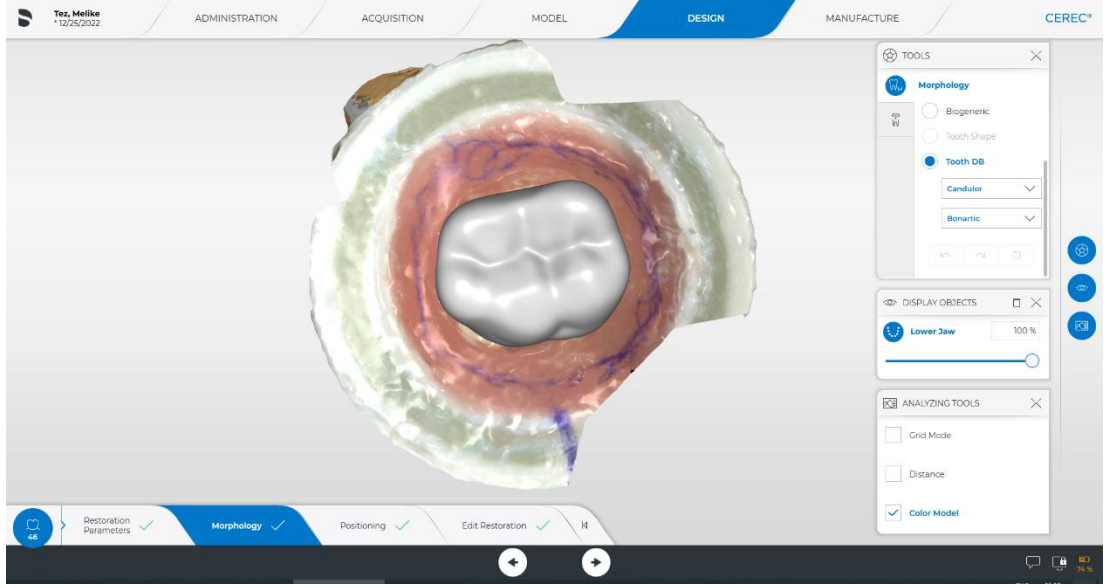 Tez, Melike
* 12/25/2022
ADMINISTRATION
ACQUISITION
MODEL
DESIGN
MANUFACTURE
CEREC®
TOOLS
Morphology
Biogeneric
Tooth Shape
Tooth DB
Candulor
Bonartic
DISPLAY OBJECTS
Lower Jaw
100 %
ANALYZING TOOLS
Grid Mode
Distance
Color Model
46
Restoration
Parameters
Morphology
Positioning
Edit Restoration
74 %